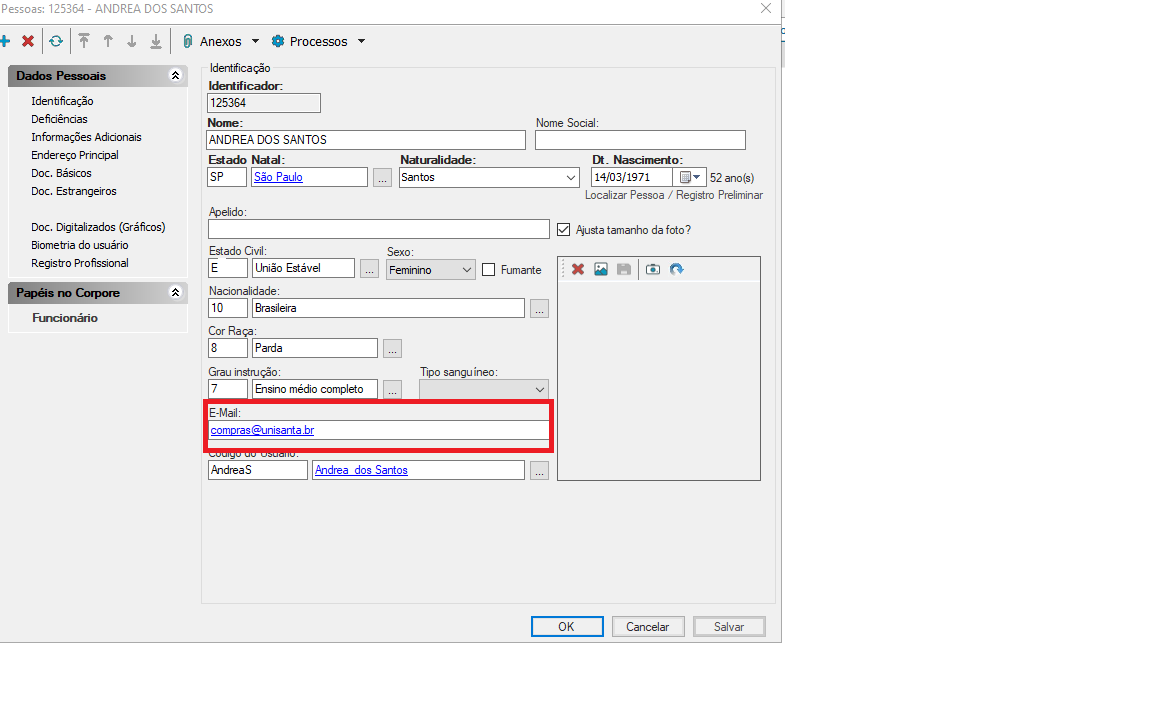 Pessoas: 125364 - ANDREA DOS SANTOS
Anexos Processos
Dados Pessoais
Identificação
Deficiências
Informações Adicionais
Endereço Principal
Doc. Básicos
Doc. Estrangeiros
Doc. Digitalizados (Gráficos)
Biometria do usuário
Registro Profissional
Papéis no Corpore
Funcionário
Identificação
Identificador:
125364
Nome: Nome Social:
ANDREA DOS SANTOS
Estado Natal: Naturalidade: Dt. Nascimento:
SP São Paulo ... Santos 14/03/1971 52 ano(s)
Localizar Pessoa / Registro Preliminar
Apelido:
Ajusta tamanho da foto?
Estado Civil: Sexo:
E União Estável ... Feminino Fumante
Nacionalidade:
10 Brasileira ...
Cor Raça:
8 Parda ...
Grau instrução: Tipo sanguíneo:
7 Ensino médio completo ...
E-Mail:
compras@unisanta.br
Código do Usuário:
AndreaS Andrea dos Santos ...
OK Cancelar Salvar